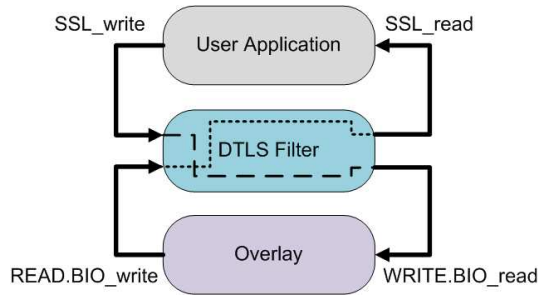 SSL_write
SSL_read
User Application
DTLS Filter
Overlay
READ.BIO_write
WRITE.BIO_read